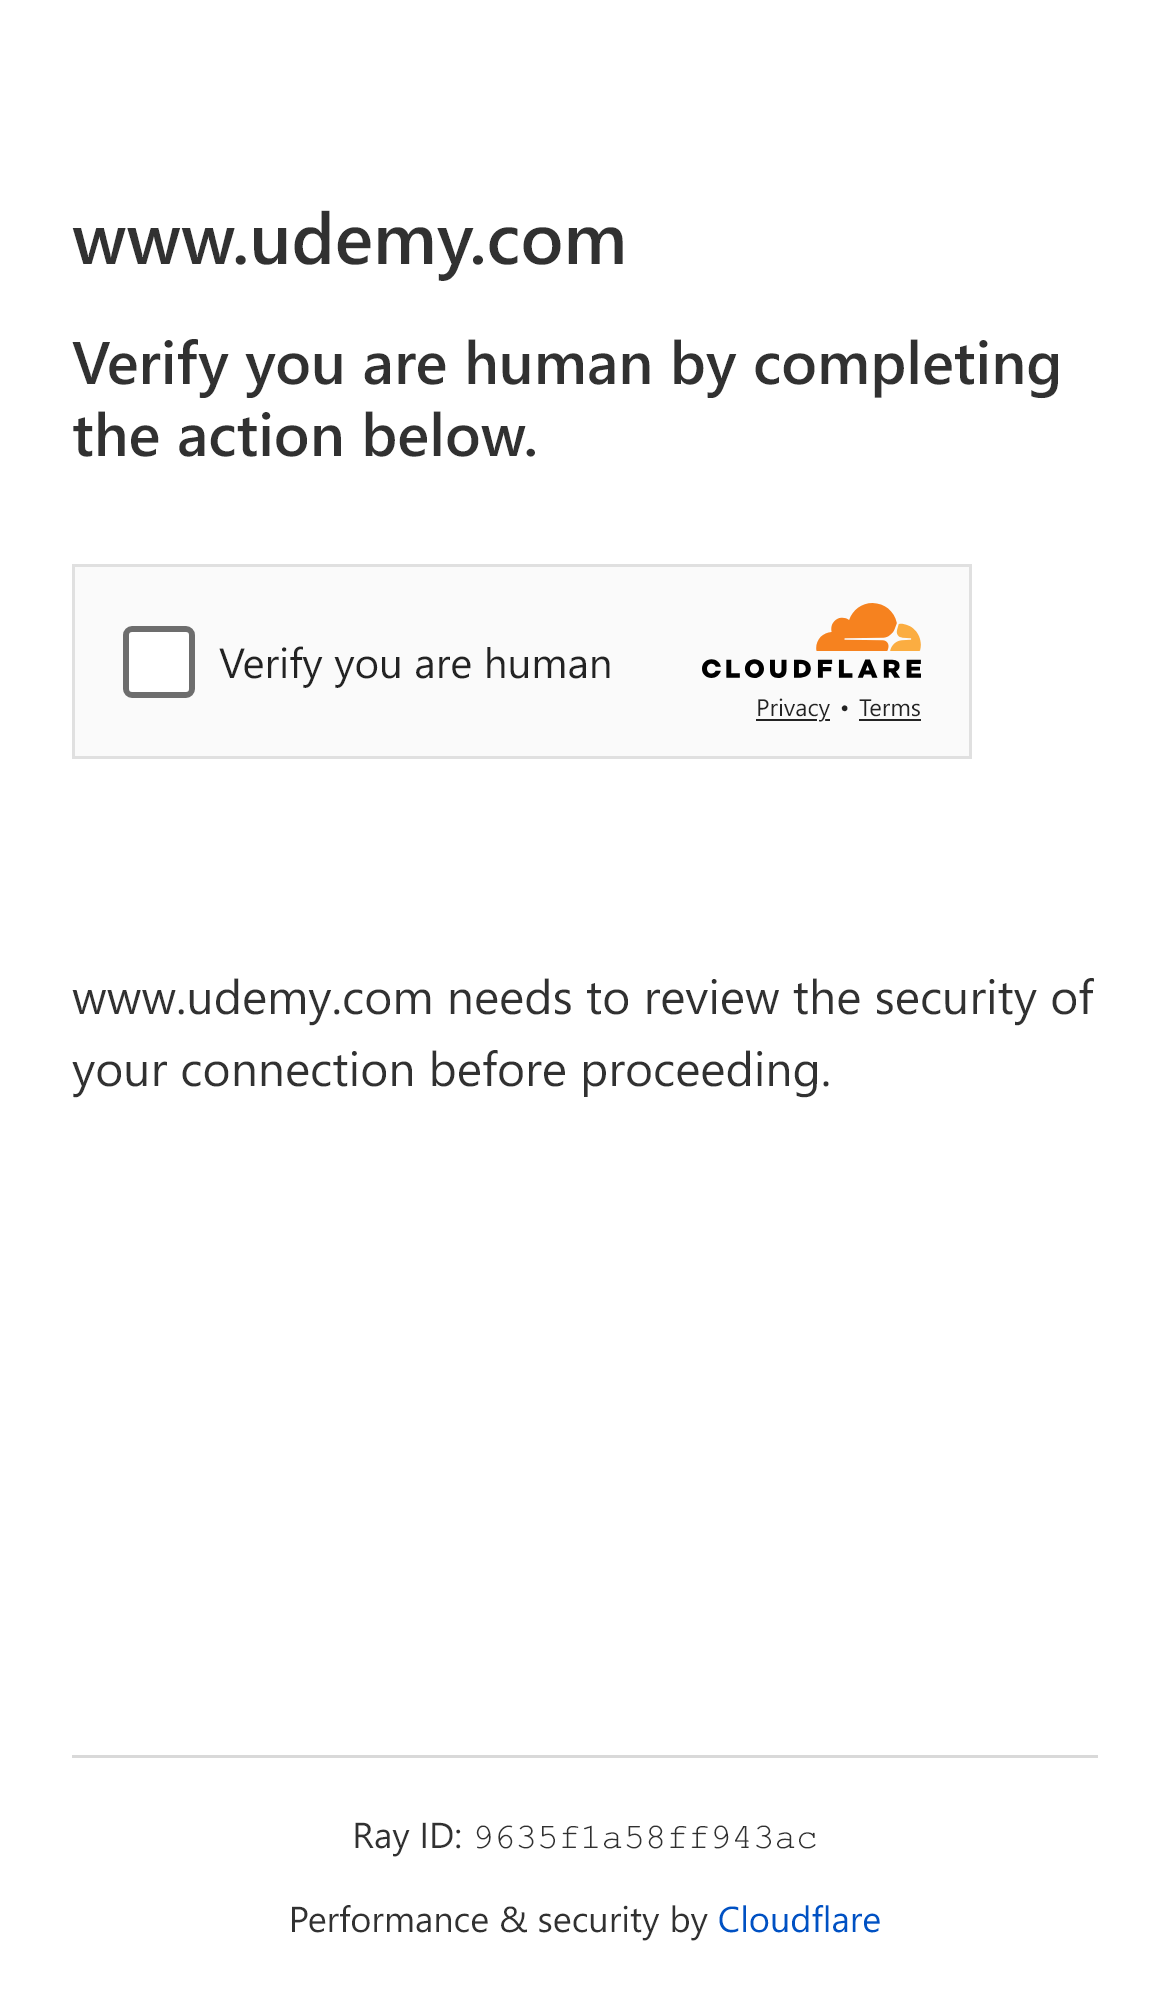 www.udemy.com
Verify you are human by completing
the action below.
Verify you are human
CLOUDFLARE
Privacy • Terms
www.udemy.com needs to review the security of
your connection before proceeding.
Ray ID: 9635f1a58ff943ac
Performance & security by Cloudflare